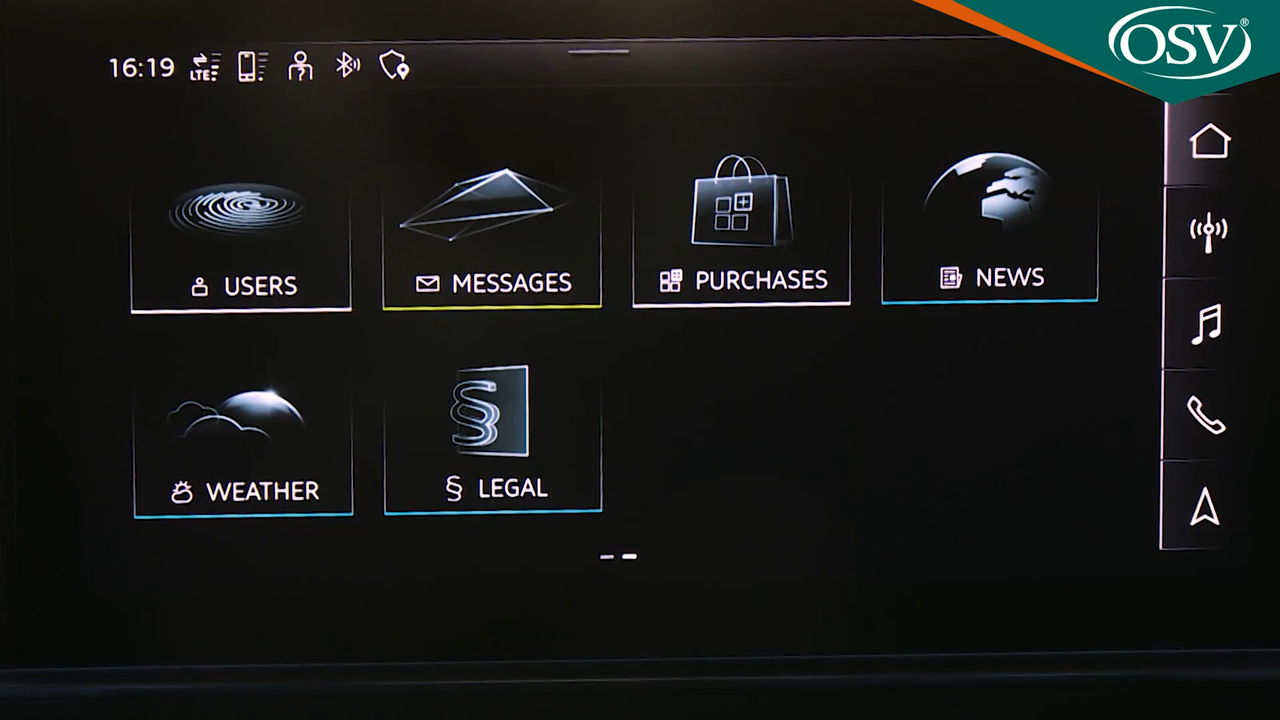 OSV®
16:19 LTE
USERS
MESSAGES
PURCHASES
NEWS
§ 
WEATHER
§ LEGAL